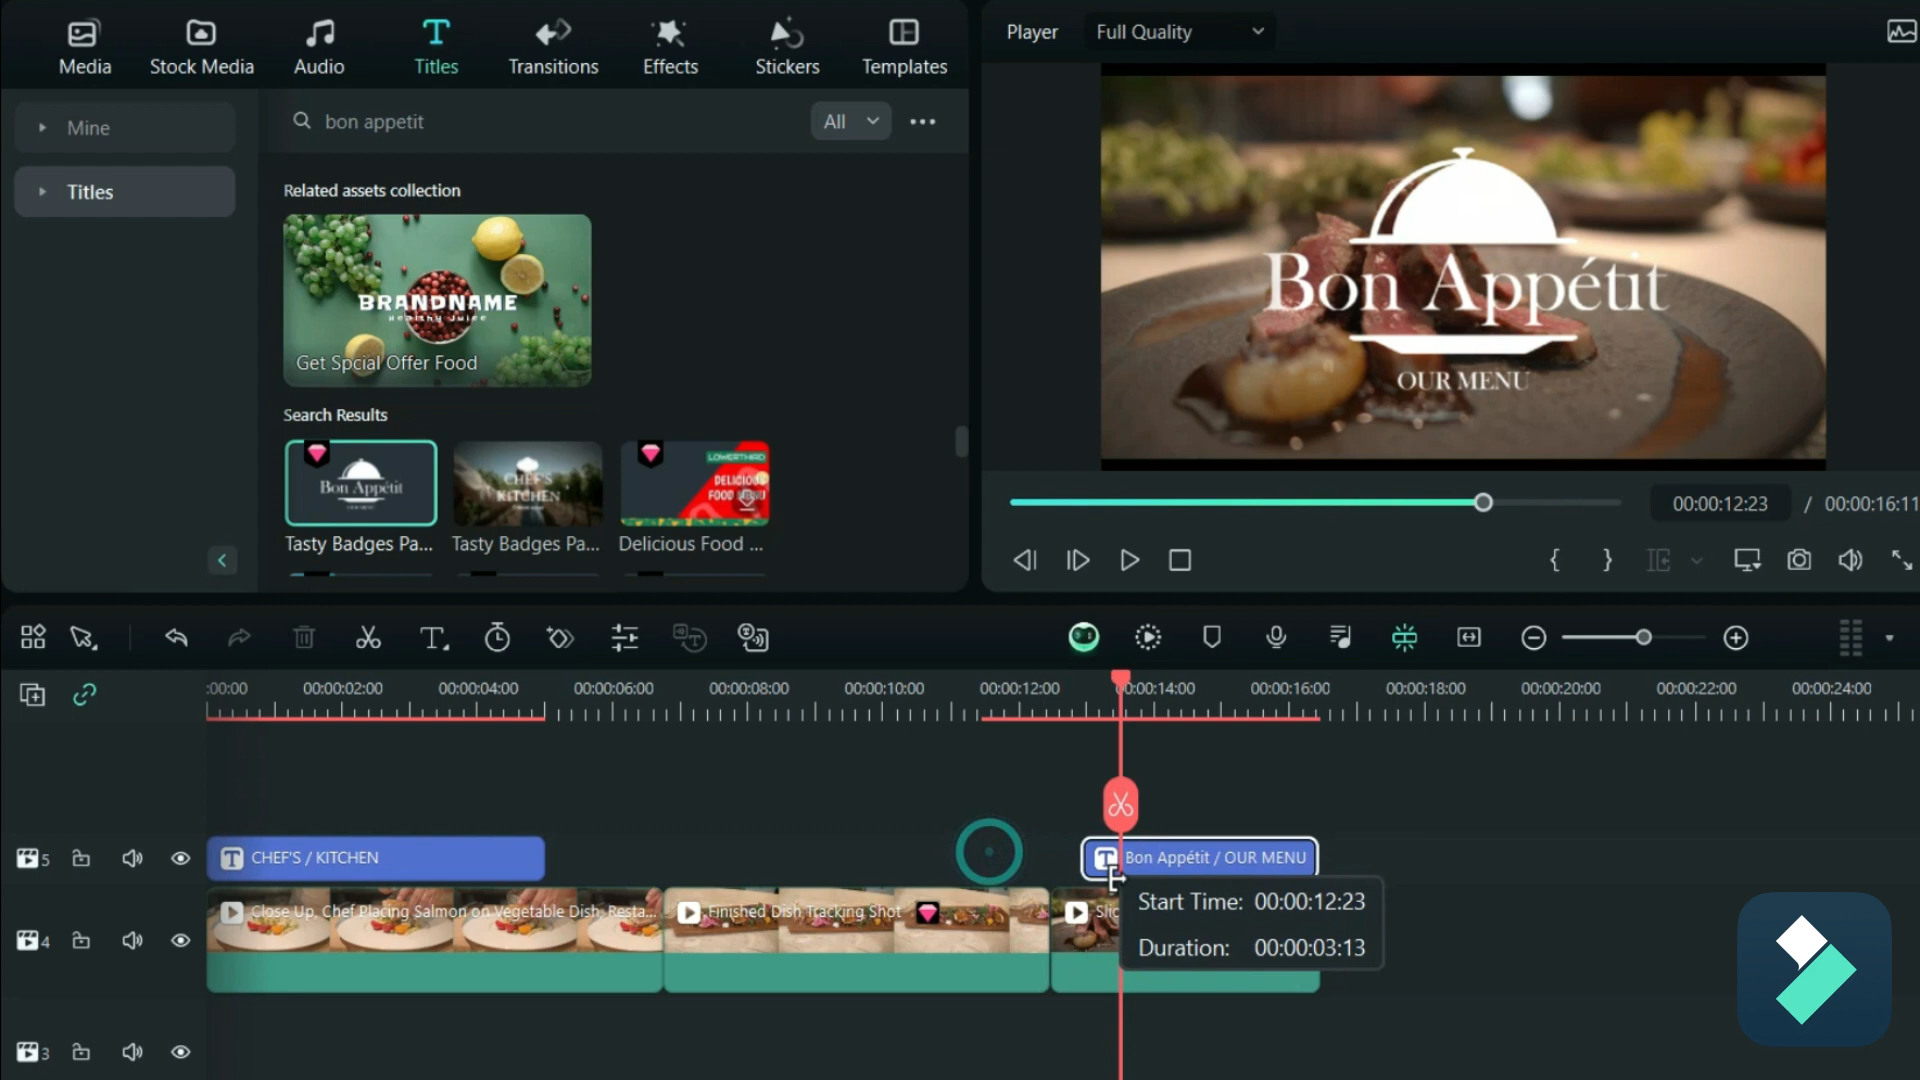 Media
Stock Media
Audio
Titles
Transitions
Effects
Stickers
Templates
Player
Full Quality
Mine
Titles
bon appetit
All
Related assets collection
BRANDNAME
Healthy Juice
Get Spcial Offer Food
Search Results
Bon Appétit
CHEF'S
KITCHEN
LOWERTHIRD
DELICIOUS
FOOD MENU
Tasty Badges Pa...
Tasty Badges Pa...
Delicious Food ...
Bon Appétit
OUR MENU
00:00:12:23 / 00:00:16:11
:00:00
00:00:02:00
00:00:04:00
00:00:06:00
00:00:08:00
00:00:10:00
00:00:12:00
00:00:14:00
00:00:16:00
00:00:18:00
00:00:20:00
00:00:22:00
00:00:24:00
5
CHEF'S / KITCHEN
Bon Appétit / OUR MENU
4
Close Up, Chef Placing Salmon on Vegetable Dish, Resta...
Finished Dish Tracking Shot
Slic
Start Time: 00:00:12:23
Duration: 00:00:03:13
3